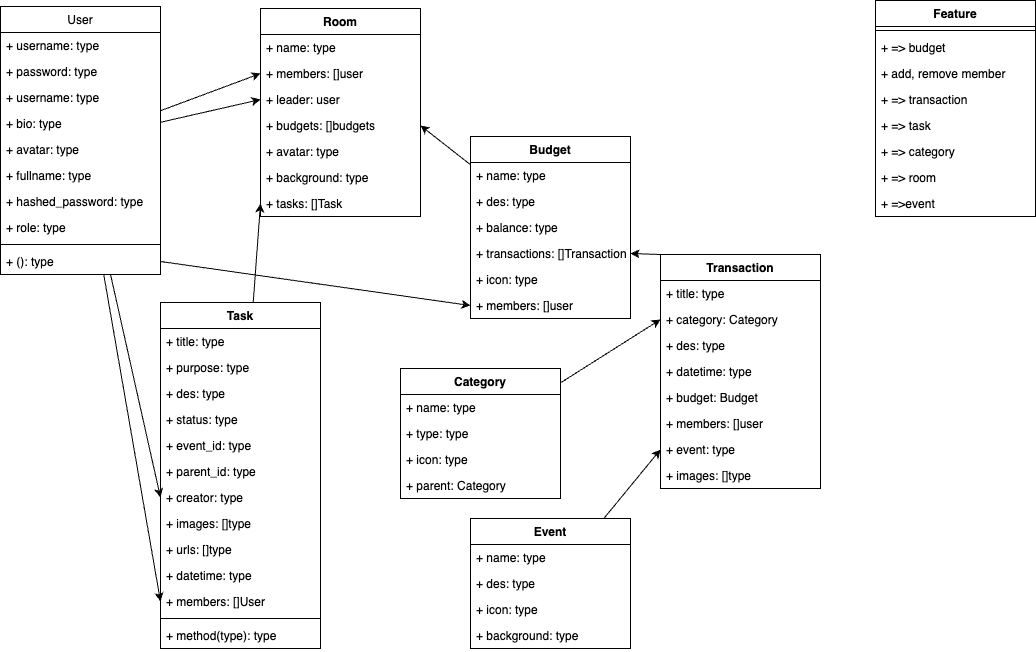 User
+ username: type
+ password: type
+ username: type
+ bio: type
+ avatar: type
+ fullname: type
+ hashed_password: type
+ role: type
+ (): type
Room
+ name: type
+ members: []user
+ leader: user
+ budgets: []budgets
+ avatar: type
+ background: type
+ tasks: []Task
Budget
+ name: type
+ des: type
+ balance: type
+ transactions: []Transaction
+ icon: type
+ members: []user
Feature
+ => budget
+ add, remove member
+ => transaction
+ => task
+ => category
+ => room
+ =>event
Transaction
+ title: type
+ category: Category
+ des: type
+ datetime: type
+ budget: Budget
+ members: []user
+ event: type
+ images: []type
Task
+ title: type
+ purpose: type
+ des: type
+ status: type
+ event_id: type
+ parent_id: type
+ creator: type
+ images: []type
+ urls: []type
+ datetime: type
+ members: []User
+ method(type): type
Category
+ name: type
+ type: type
+ icon: type
+ parent: Category
Event
+ name: type
+ des: type
+ icon: type
+ background: type